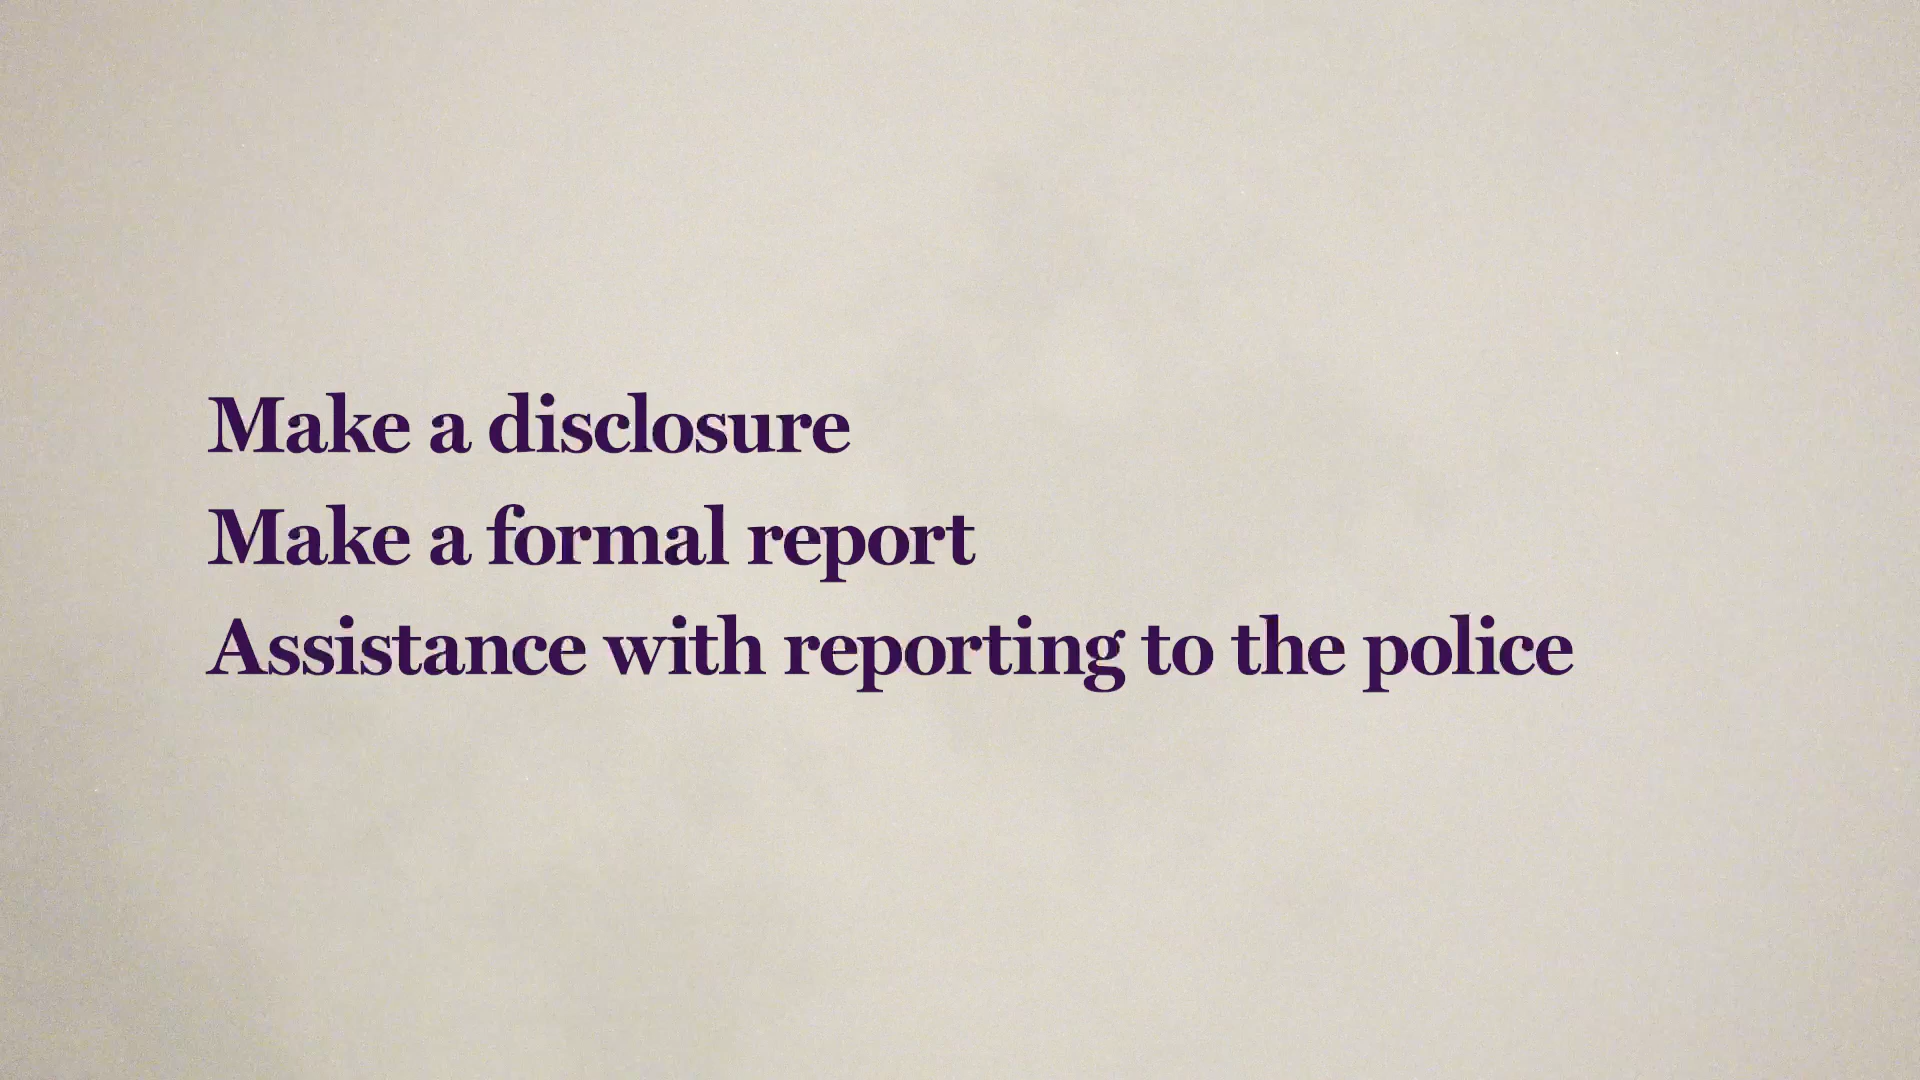 Make a disclosure
Make a formal report
Assistance with reporting to the police